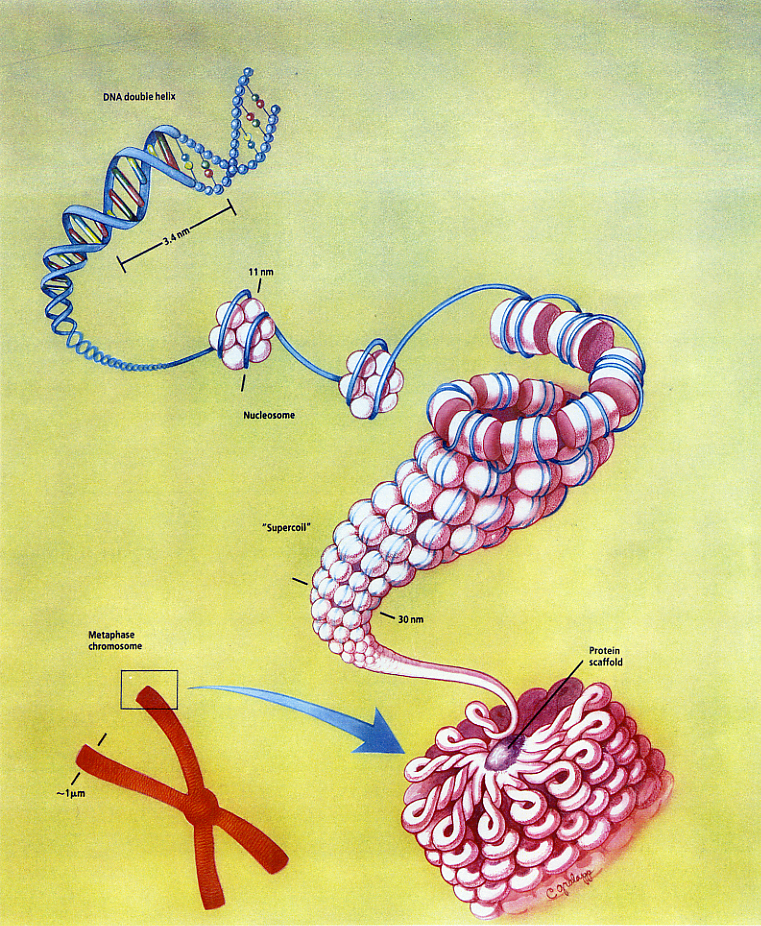 DNA double helix
3.4 nm
11 nm
Nucleosome
"Supercoil"
30 nm
Metaphase
chromosome
Protein
scaffold
~1μm